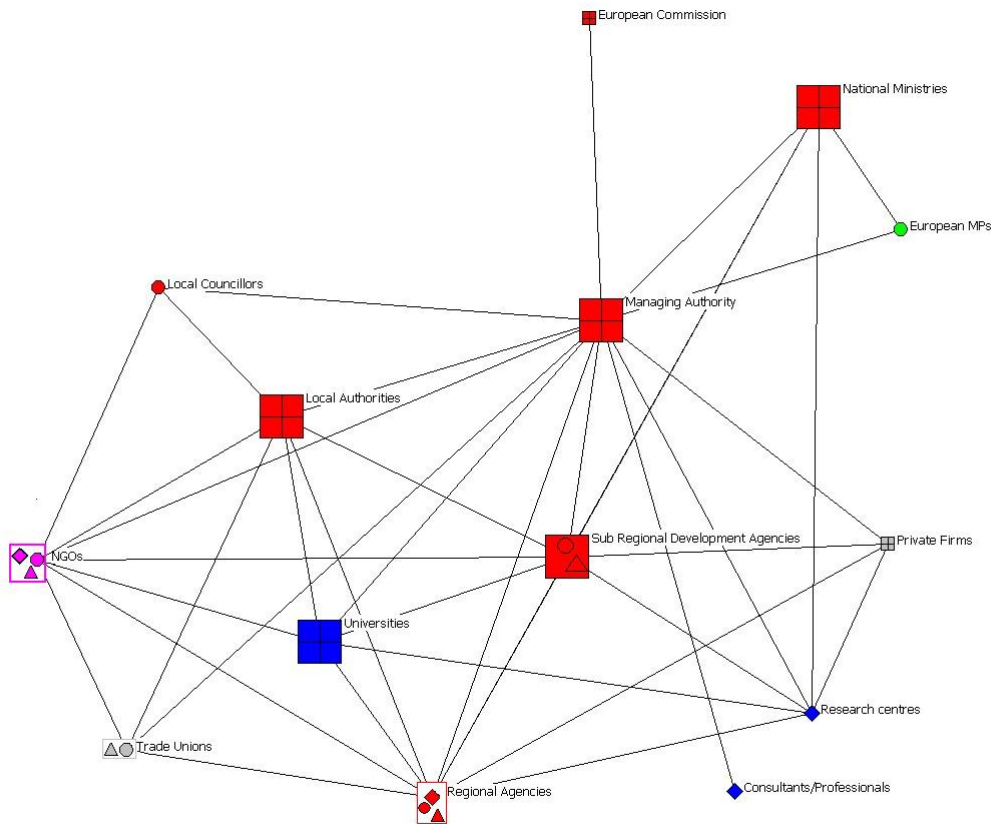 European Commission
National Ministries
European MPs
Local Councillors
Managing Authority
Local Authorities
Sub Regional Development Agencies
Private Firms
NGOs
Universities
Research centres
Trade Unions
Consultants/Professionals
Regional Agencies